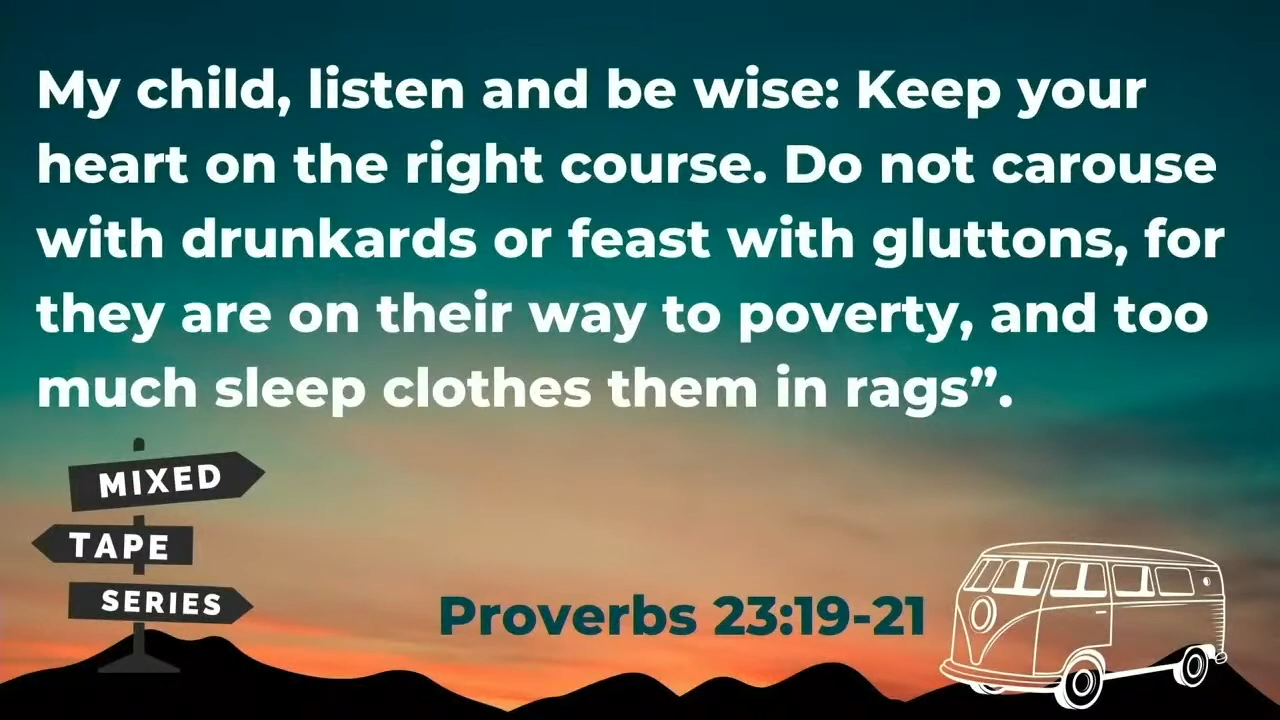 My child, listen and be wise: Keep your
heart on the right course. Do not carouse
with drunkards or feast with gluttons, for
they are on their way to poverty, and too
much sleep clothes them in rags”.
MIXED
TAPE
SERIES
Proverbs 23:19-21